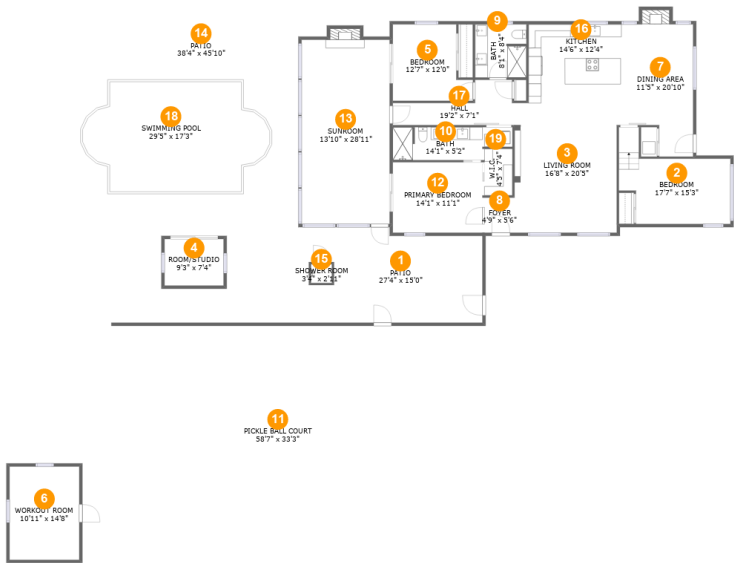 14
PATIO
38'4" x 45'10"
9
BATH
8'1" x 8'4"
16
KITCHEN
14'6" x 12'4"
5
BEDROOM
12'7" x 12'0"
7
DINING AREA
11'5" x 20'10"
17
HALL
19'2" x 7'1"
18
SWIMMING POOL
29'5" x 17'3"
13
SUNROOM
13'10" x 28'11"
10
BATH
14'1" x 5'2"
19
W.I.C.
4'5" x 7'4"
3
LIVING ROOM
16'8" x 20'5"
2
BEDROOM
17'7" x 15'3"
12
PRIMARY BEDROOM
14'1" x 11'1"
8
FOYER
4'9" x 5'6"
4
ROOM/STUDIO
9'3" x 7'4"
15
SHOWER ROOM
3'4" x 2'11"
1
PATIO
27'4" x 15'0"
11
PICKLE BALL COURT
58'7" x 33'3"
6
WORKOUT ROOM
10'11" x 14'8"